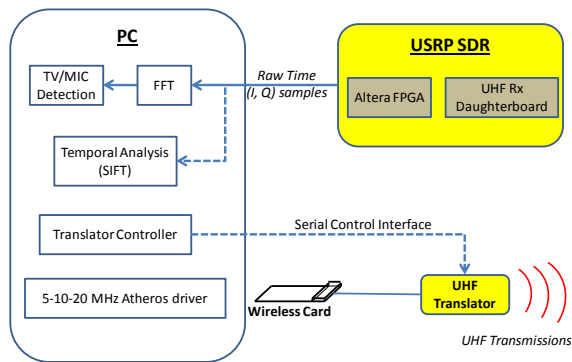 PC
USRP SDR
TV/MIC
Detection
FFT
Raw Time
(I, Q) samples
Altera FPGA
UHF Rx
Daughterboard
Temporal Analysis
(SIFT)
Translator Controller
Serial Control Interface
5-10-20 MHz Atheros driver
Wireless Card
UHF
Translator
UHF Transmissions